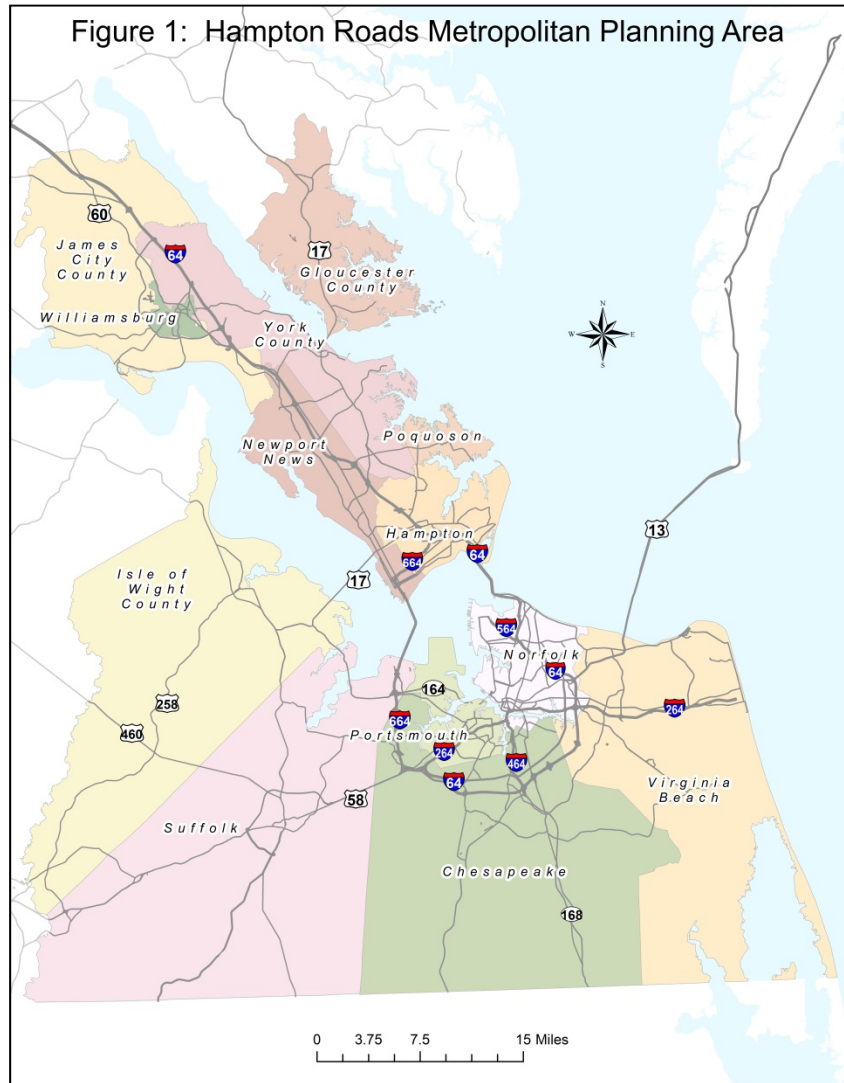 Figure 1: Hampton Roads Metropolitan Planning Area
60
James
City
County
64
17
Gloucester
County
Williamsburg
York
County
N
W
E
S
Newport
News
Poquoson
13
Hampton
664
64
17
Isle of
Wight
County
564
Norfolk
64
164
258
460
664
264
Portsmouth
264
464
64
Virginia
Beach
58
Suffolk
Chesapeake
168
0 3.75 7.5 15 Miles